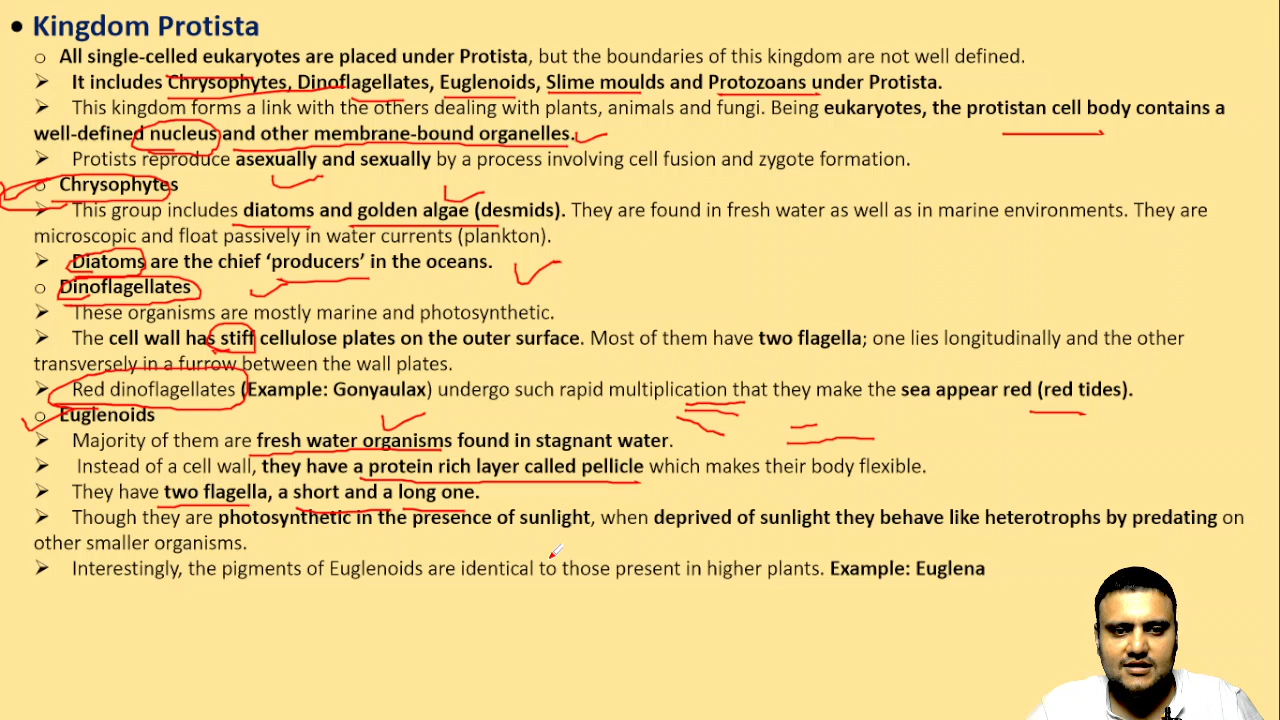 • Kingdom Protista
o All single-celled eukaryotes are placed under Protista, but the boundaries of this kingdom are not well defined.
➢ It includes Chrysophytes, Dinoflagellates, Euglenoids, Slime moulds and Protozoans under Protista.
➢ This kingdom forms a link with the others dealing with plants, animals and fungi. Being eukaryotes, the protistan cell body contains a
well-defined nucleus and other membrane-bound organelles.
➢ Protists reproduce asexually and sexually by a process involving cell fusion and zygote formation.
o Chrysophytes
➢ This group includes diatoms and golden algae (desmids). They are found in fresh water as well as in marine environments. They are
microscopic and float passively in water currents (plankton).
➢ Diatoms are the chief ‘producers’ in the oceans.
o Dinoflagellates
➢ These organisms are mostly marine and photosynthetic.
➢ The cell wall has stiff cellulose plates on the outer surface. Most of them have two flagella; one lies longitudinally and the other
transversely in a furrow between the wall plates.
➢ Red dinoflagellates (Example: Gonyaulax) undergo such rapid multiplication that they make the sea appear red (red tides).
o Euglenoids
➢ Majority of them are fresh water organisms found in stagnant water.
➢ Instead of a cell wall, they have a protein rich layer called pellicle which makes their body flexible.
➢ They have two flagella, a short and a long one.
➢ Though they are photosynthetic in the presence of sunlight, when deprived of sunlight they behave like heterotrophs by predating on
other smaller organisms.
➢ Interestingly, the pigments of Euglenoids are identical to those present in higher plants. Example: Euglena